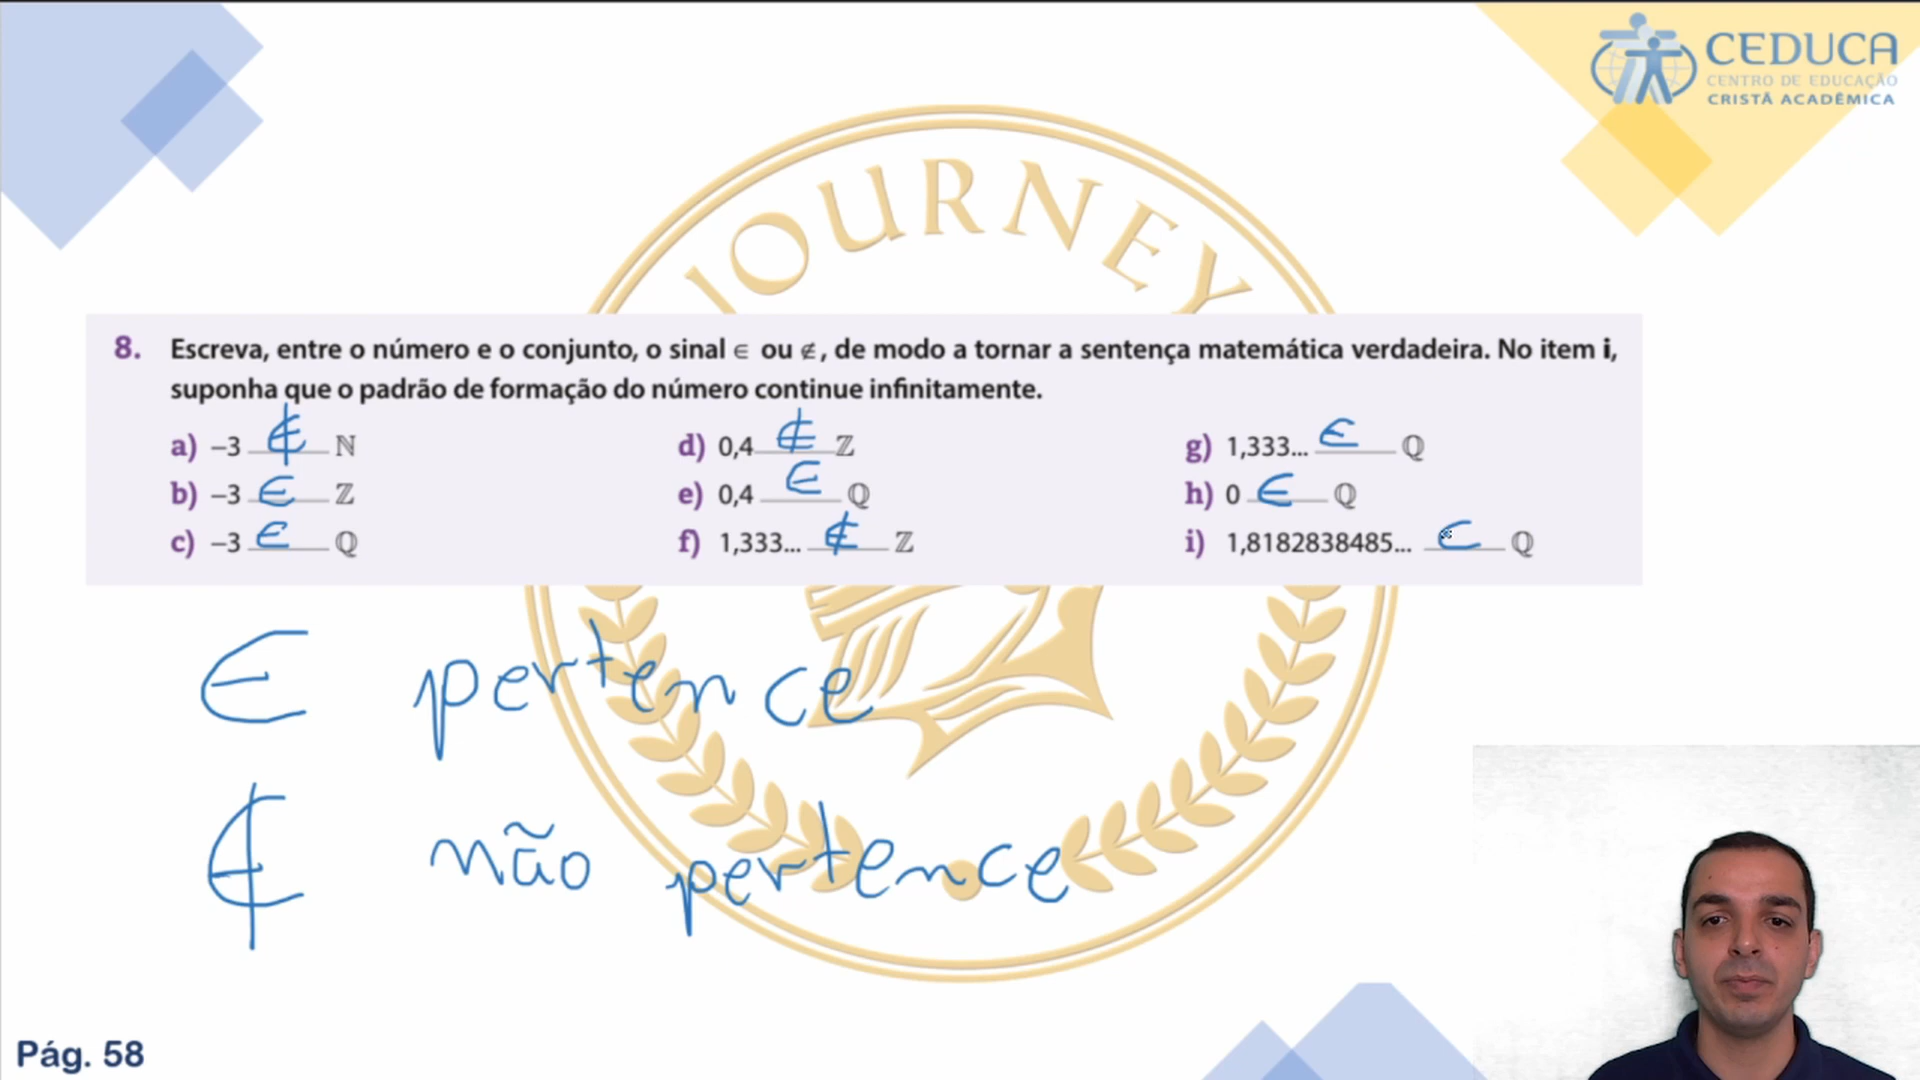 CEDUCA
CENTRO DE EDUCAÇÃO
CRISTÃ ACADÊMICA
JOURNEY
8. Escreva, entre o número e o conjunto, o sinal ∈ ou ∉, de modo a tornar a sentença matemática verdadeira. No item i,
suponha que o padrão de formação do número continue infinitamente.
a) –3 ∉ ℕ
d) 0,4 ∉ ℤ
g) 1,333... ∈ ℚ
b) –3 ∈ ℤ
e) 0,4 ∈ ℚ
h) 0 ∈ ℚ
c) –3 ∈ ℚ
f) 1,333... ∉ ℤ
i) 1,8182838485... ℚ
∈ pertence
∉ não pertence
Pág. 58